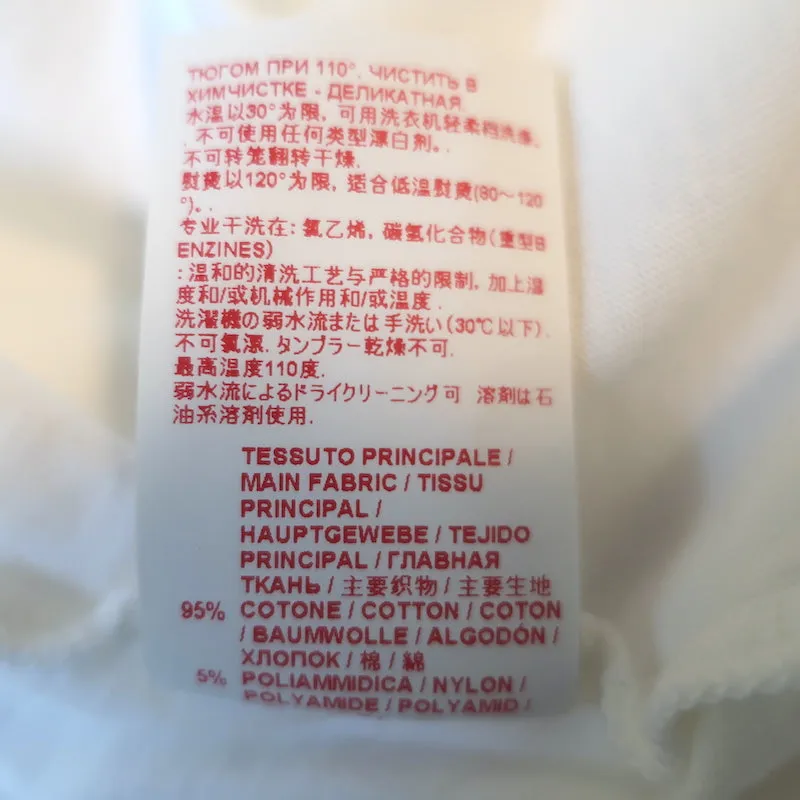 ТЮГОМ ПРИ 110°. ЧИСТИТЬ В
ХИМЧИСТКЕ - ДЕЛИКАТНАЯ
水温以30°为限, 可用洗衣机轻柔档洗涤.
. 不可使用任何类型漂白剂。.
不可转笼翻转干燥.
熨烫以120°为限, 适合低温熨烫(80～120
°)。.
专业干洗在: 氯乙烯, 碳氢化合物(重型B
ENZINES)
: 温和的清洗工艺与严格的限制, 加上湿
度和/或机械作用和/或温度 .
洗濯機の弱水流または手洗い(30℃以下).
不可氯漂. タンブラー乾燥不可.
最高温度110度.
弱水流によるドライクリーニング可 溶剤は石
油系溶剤使用.
TESSUTO PRINCIPALE /
MAIN FABRIC / TISSU
PRINCIPAL /
HAUPTGEWEBE / TEJIDO
PRINCIPAL / ГЛАВНАЯ
ТКАНЬ / 主要织物 / 主要生地
95% COTONE / COTTON / COTON
/ BAUMWOLLE / ALGODÓN /
ХЛОПОК / 棉 / 綿
5% POLIAMMIDICA / NYLON /
POLYAMIDE / POLYAMID /